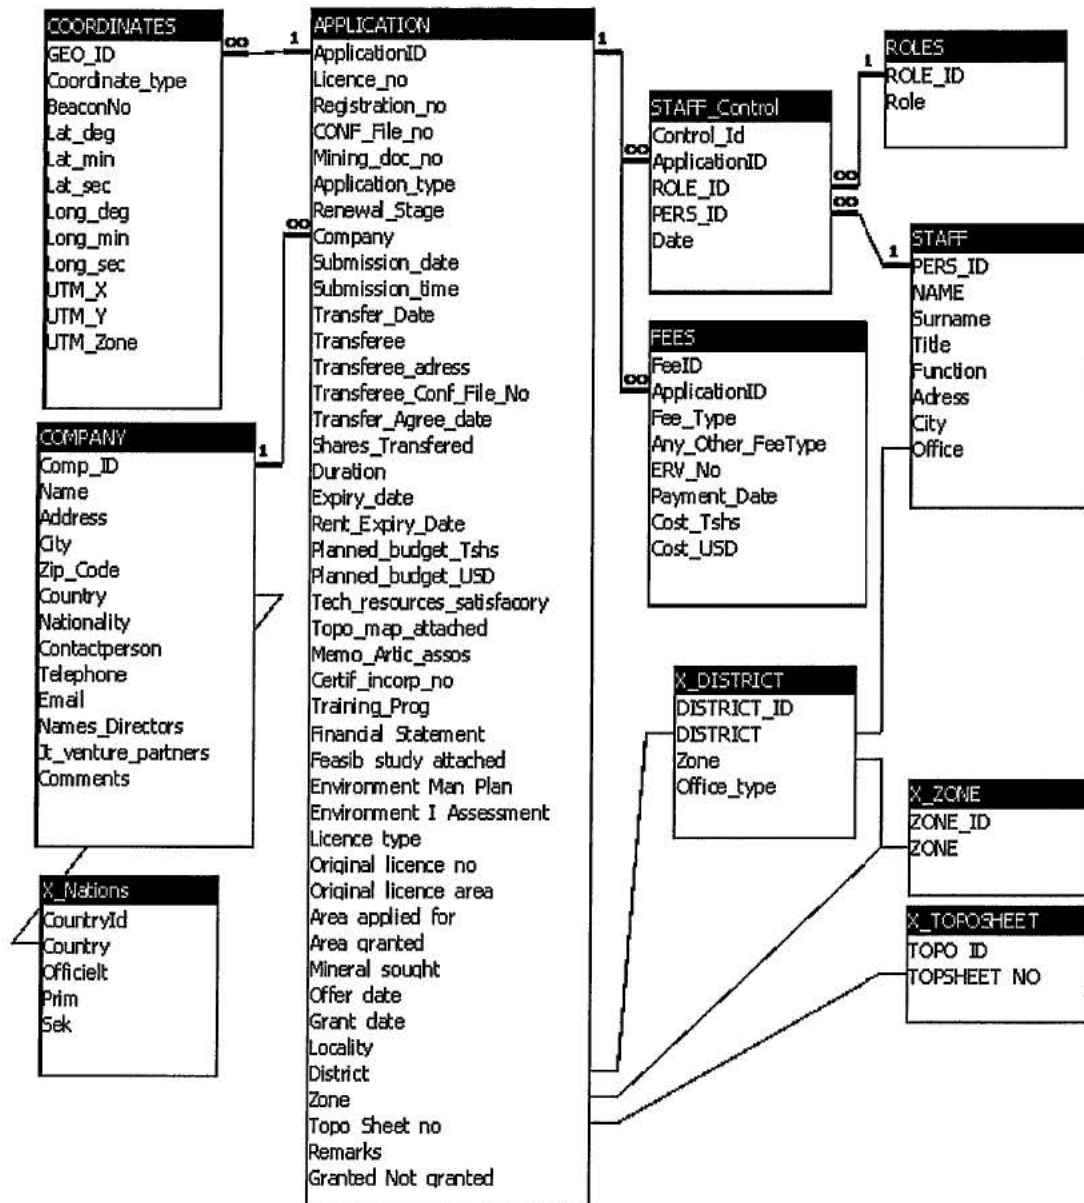 COORDINATES
GEO_ID
Coordinate_type
BeaconNo
Lat_deg
Lat_min
Lat_sec
Long_deg
Long_min
Long_sec
UTM_X
UTM_Y
UTM_Zone
∞
1
APPLICATION
ApplicationID
Licence_no
Registration_no
CONF_File_no
Mining_doc_no
Application_type
Renewal_Stage
Company
Submission_date
Submission_time
Transfer_Date
Transferee
Transferee_adress
Transferee_Conf_File_No
Transfer_Agree_date
Shares_Transfered
Duration
Expiry_date
Rent_Expiry_Date
Planned_budget_Tshs
Planned_budget_USD
Tech_resources_satisfacory
Topo_map_attached
Memo_Artic_assos
Certif_incorp_no
Training_Prog
Financial Statement
Feasib study attached
Environment Man Plan
Environment I Assessment
Licence type
Original licence no
Original licence area
Area applied for
Area granted
Mineral sought
Offer date
Grant date
Locality
District
Zone
Topo Sheet no
Remarks
Granted Not granted
∞
1
COMPANY
Comp_ID
Name
Address
City
Zip_Code
Country
Nationality
Contactperson
Telephone
Email
Names_Directors
Jt_venture_partners
Comments
X_Nations
CountryId
Country
Officielt
Prim
Sek
1
∞
∞
STAFF_Control
Control_Id
ApplicationID
ROLE_ID
PERS_ID
Date
∞
∞
1
1
ROLES
ROLE_ID
Role
STAFF
PERS_ID
NAME
Surname
Title
Function
Adress
City
Office
FEES
FeeID
ApplicationID
Fee_Type
Any_Other_FeeType
ERV_No
Payment_Date
Cost_Tshs
Cost_USD
X_DISTRICT
DISTRICT_ID
DISTRICT
Zone
Office_type
X_ZONE
ZONE_ID
ZONE
X_TOPOSHEET
TOPO ID
TOPSHEET NO